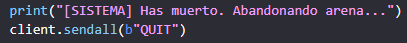 print("[SISTEMA] Has muerto. Abandonando arena...")
client.sendall(b"QUIT")